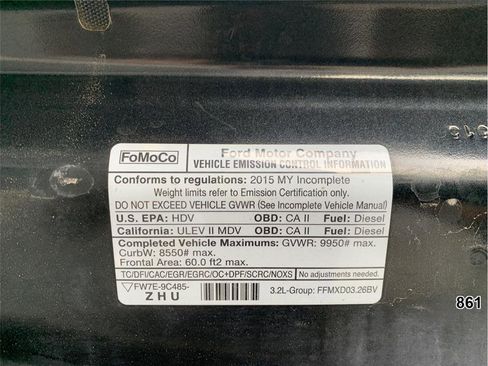 FoMoCo
Ford Motor Company
VEHICLE EMISSION CONTROL INFORMATION
Conforms to regulations: 2015 MY Incomplete
Weight limits refer to Emission Certification only.
DO NOT EXCEED VEHICLE GVWR (See Incomplete Vehicle Manual)
U.S. EPA: HDV OBD: CA II Fuel: Diesel
California: ULEV II MDV OBD: CA II Fuel: Diesel
Completed Vehicle Maximums: GVWR: 9950# max.
CurbW: 8550# max.
Frontal Area: 60.0 ft2 max.
TC/DFI/CAC/EGR/EGRC/OC+DPF/SCRC/NOXS No adjustments needed.
FW7E-9C485-
ZHU
3.2L-Group: FFMXD03.26BV
861